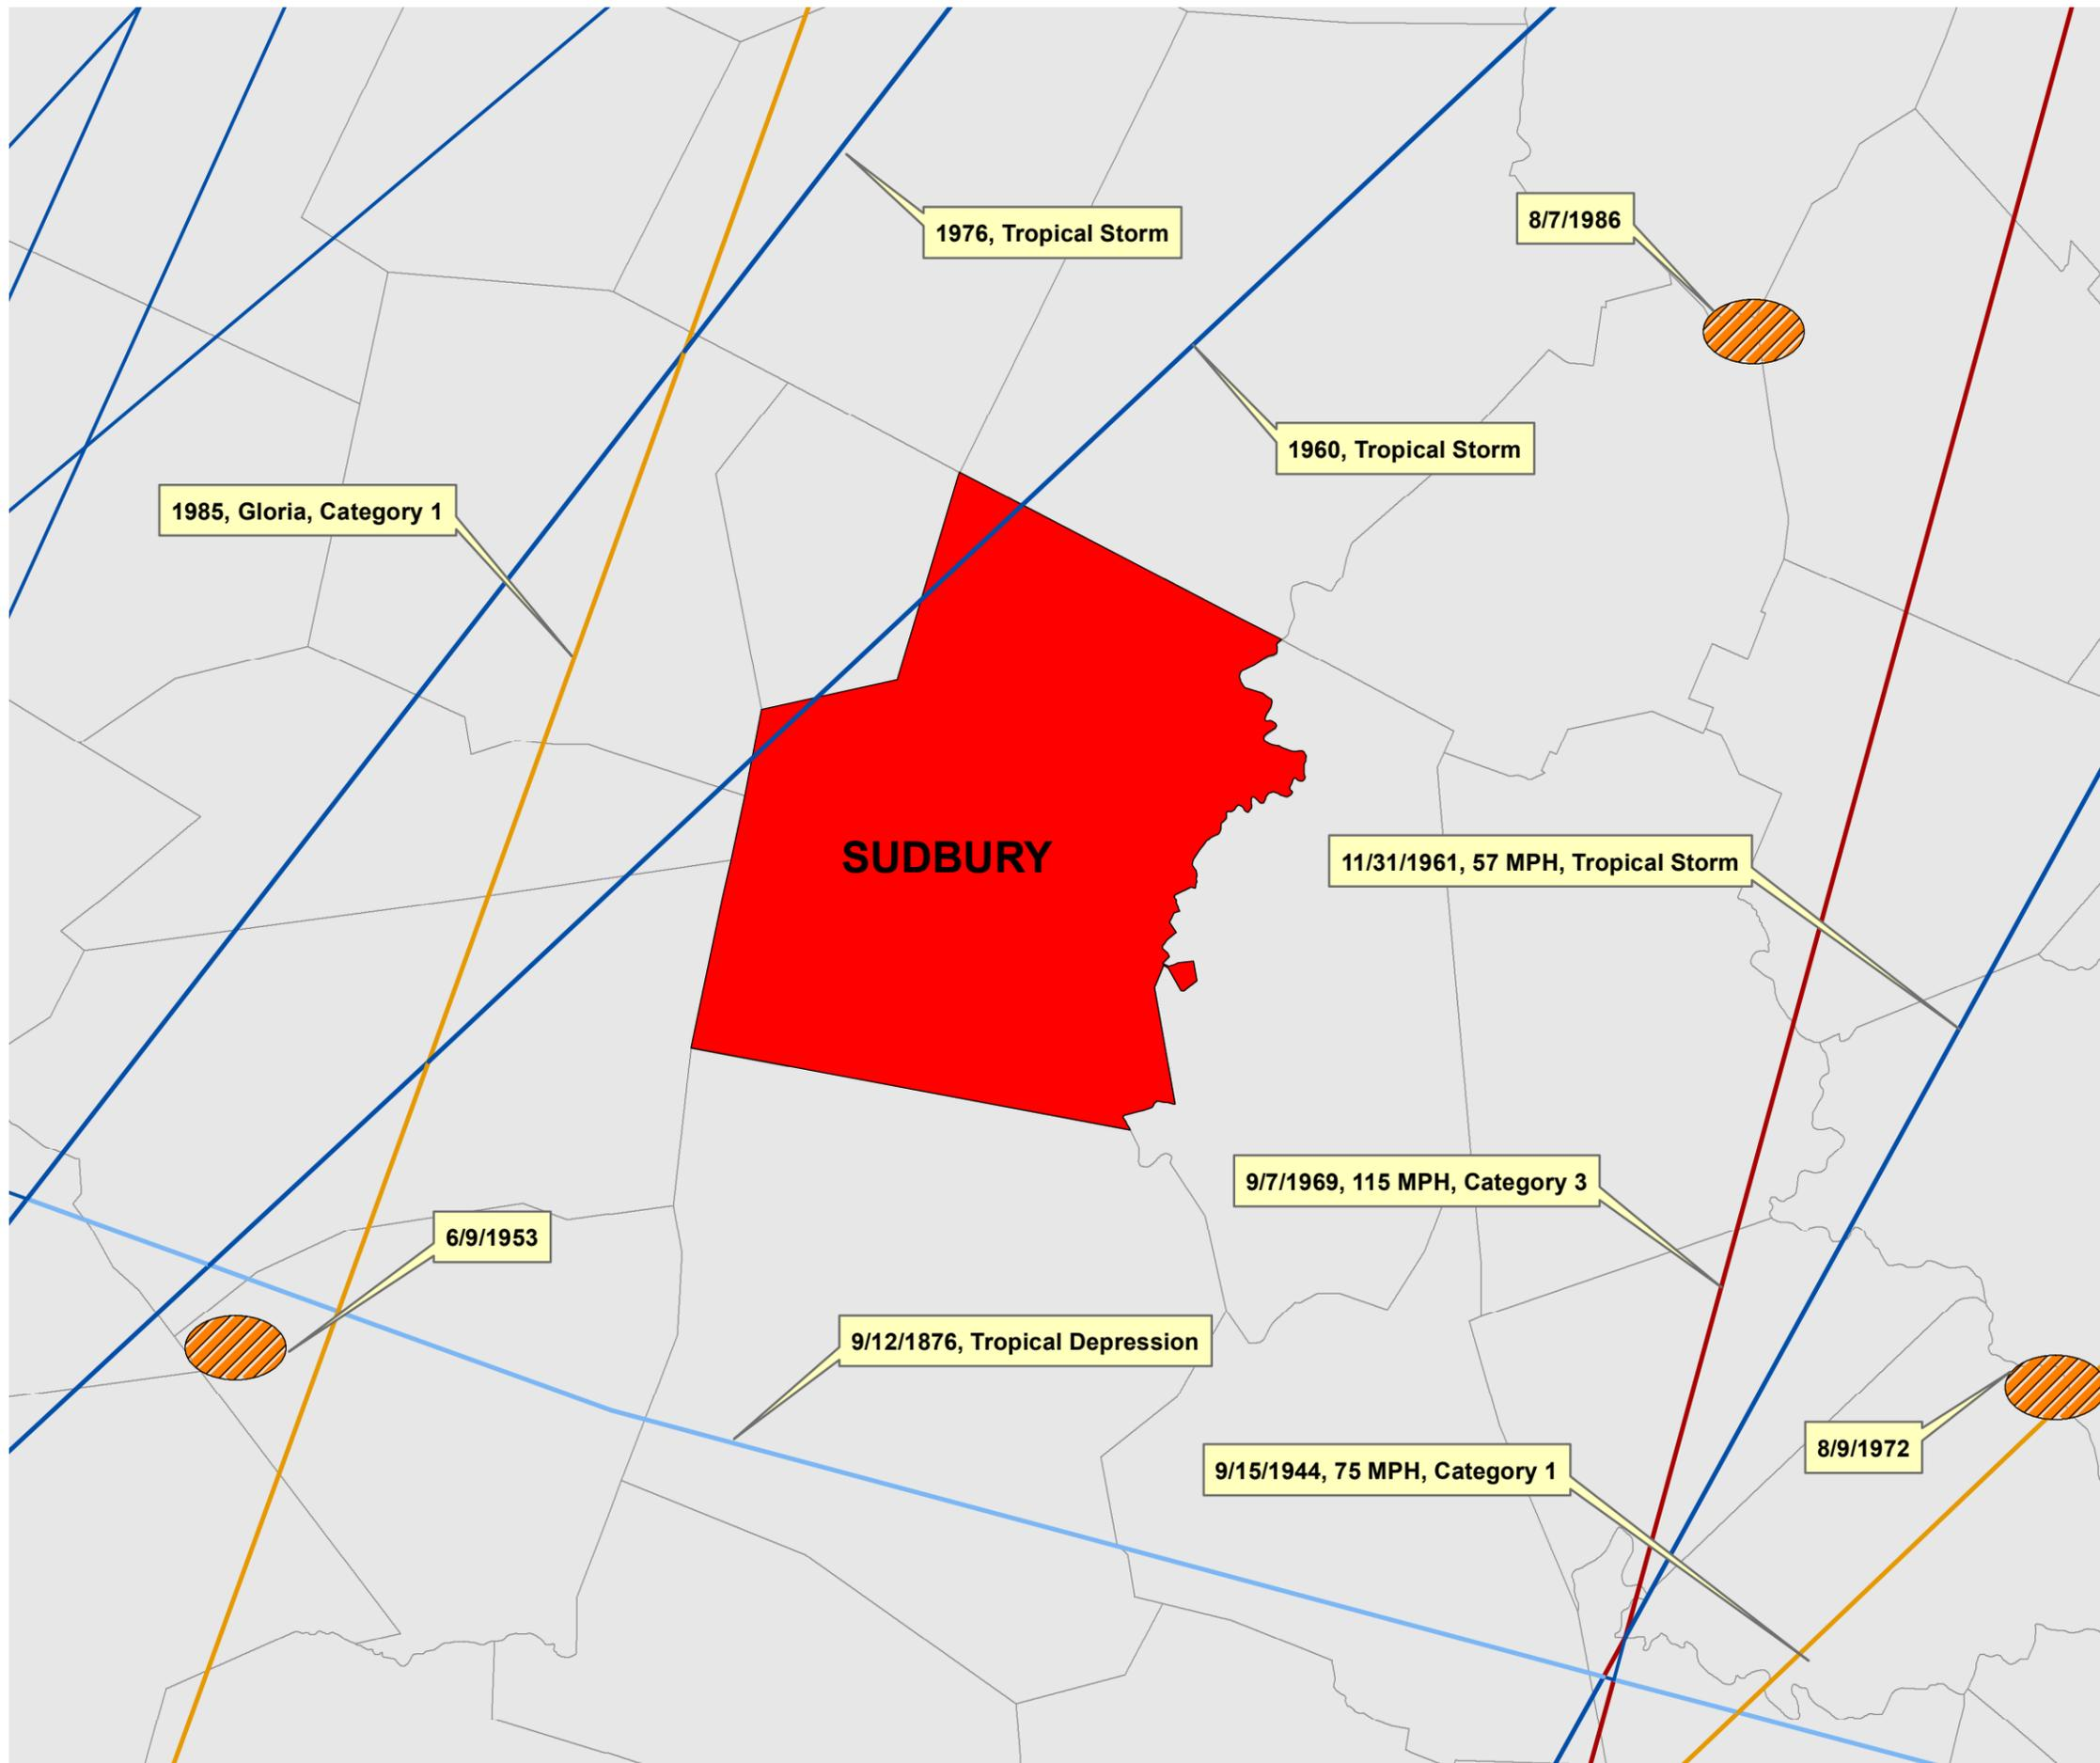 1976, Tropical Storm
8/7/1986
1960, Tropical Storm
1985, Gloria, Category 1
SUDBURY
11/31/1961, 57 MPH, Tropical Storm
9/7/1969, 115 MPH, Category 3
6/9/1953
9/12/1876, Tropical Depression
8/9/1972
9/15/1944, 75 MPH, Category 1